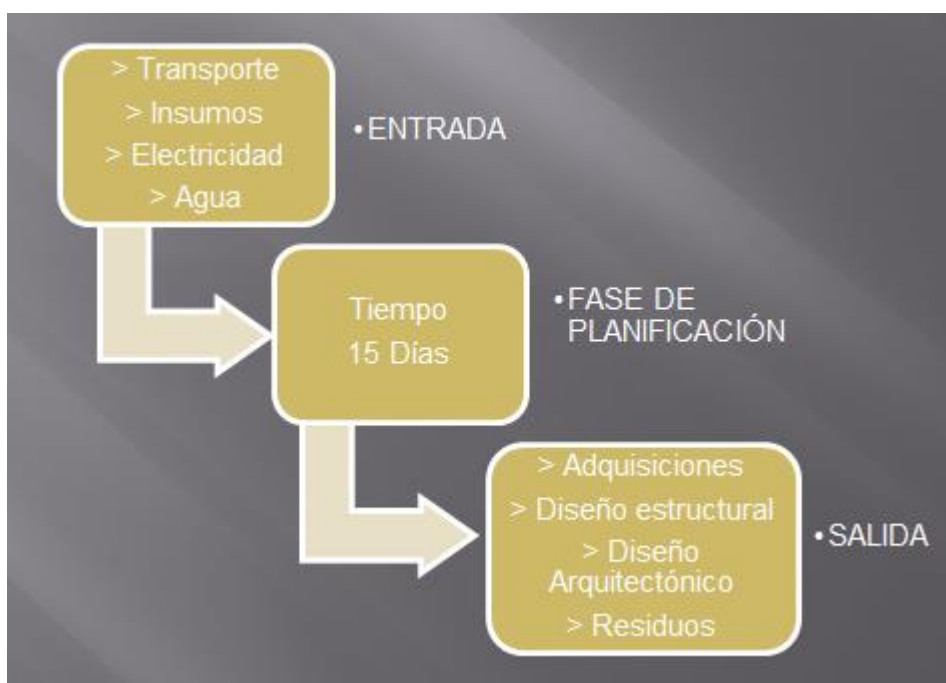 > Transporte
> Insumos
> Electricidad
> Agua
•ENTRADA
Tiempo
15 Días
•FASE DE
PLANIFICACIÓN
> Adquisiciones
> Diseño estructural
> Diseño
Arquitectónico
> Residuos
•SALIDA